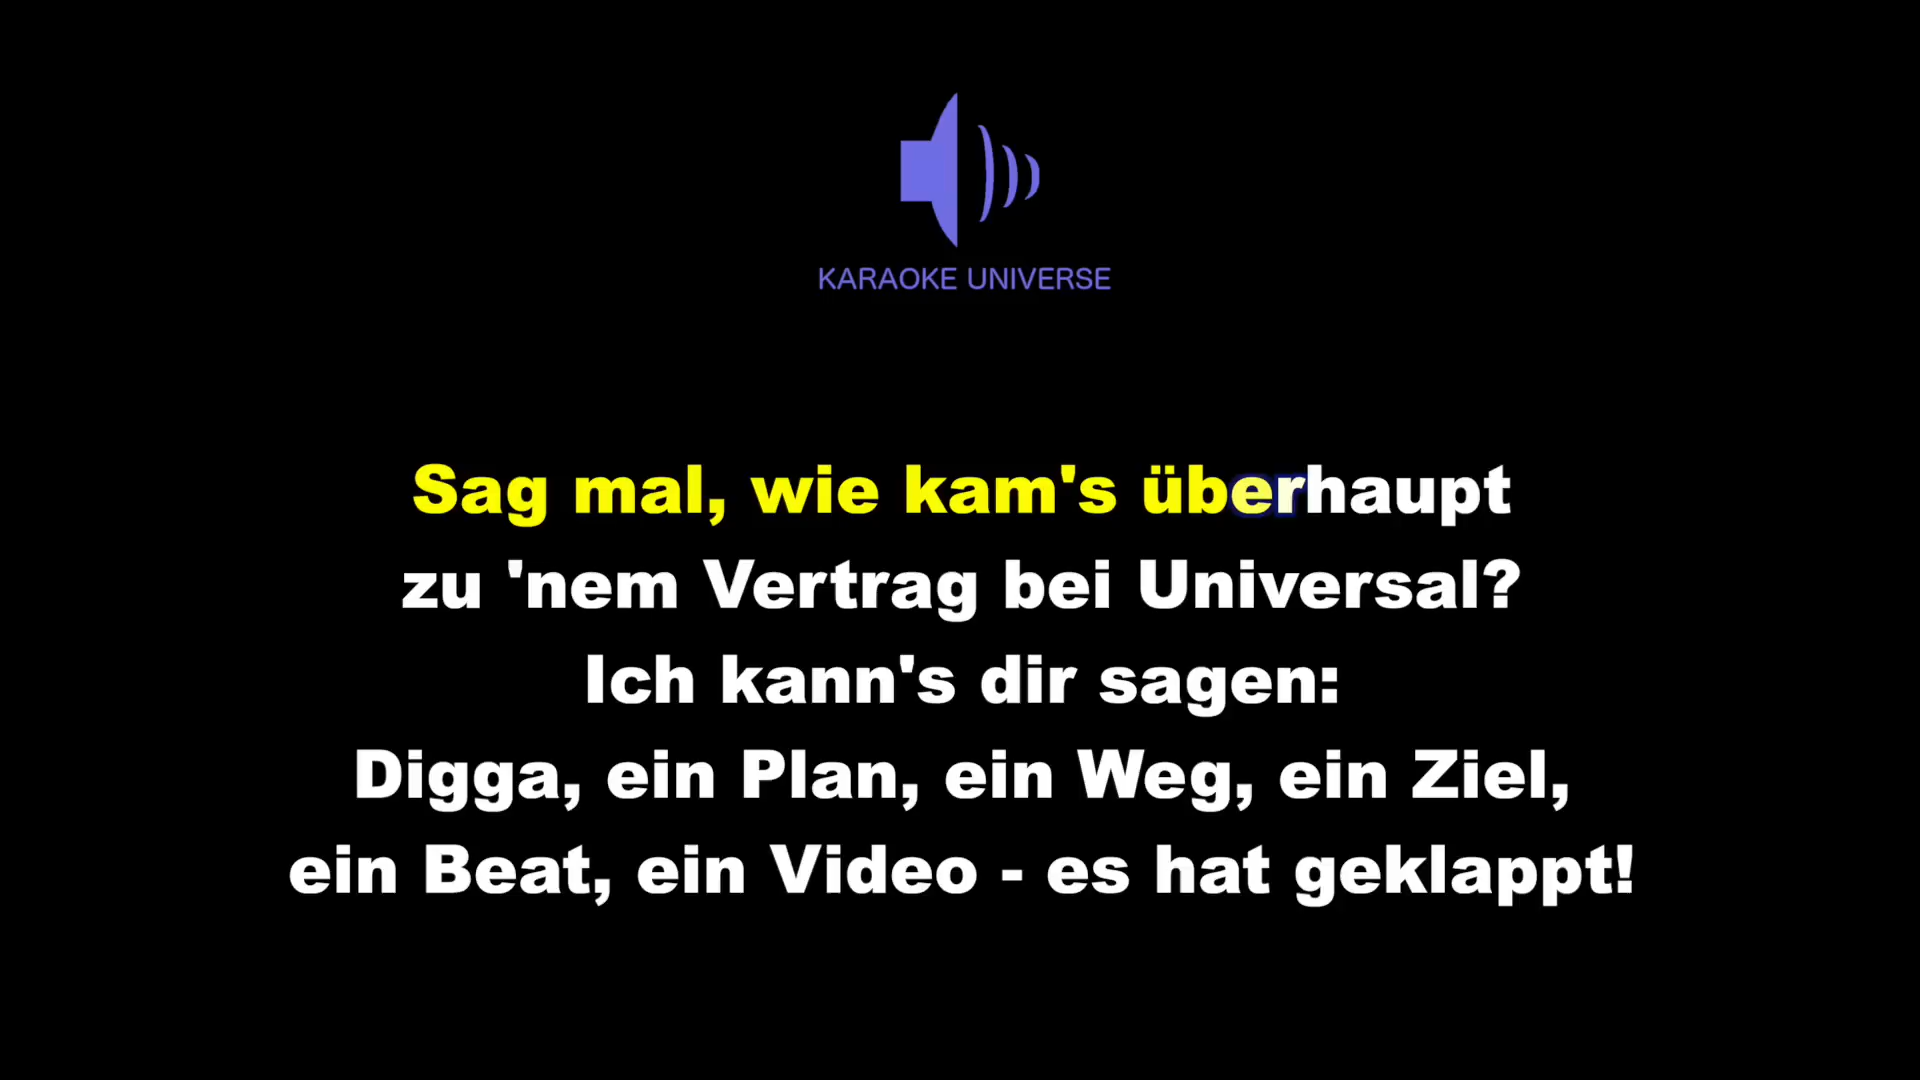 KARAOKE UNIVERSE
Sag mal, wie kam's überhaupt
zu 'nem Vertrag bei Universal?
Ich kann's dir sagen:
Digga, ein Plan, ein Weg, ein Ziel,
ein Beat, ein Video - es hat geklappt!